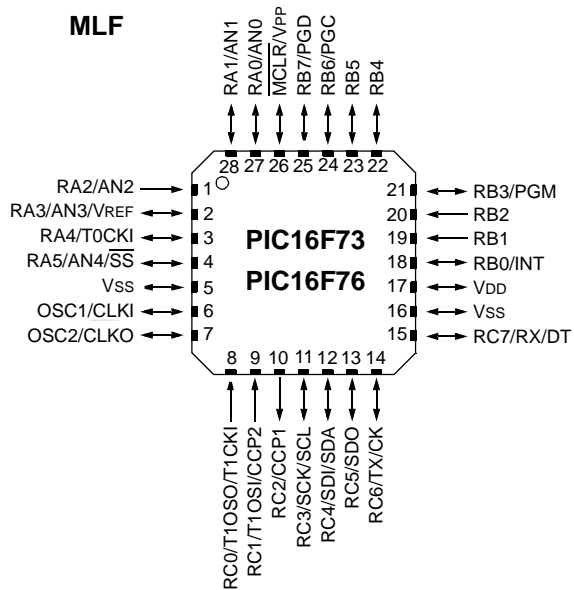 MLF
RA1/AN1
RA0/AN0
MCLR/VPP
RB7/PGD
RB6/PGC
RB5
RB4
28 27 26 25 24 23 22
RA2/AN2 1
RA3/AN3/VREF 2
RA4/T0CKI 3
RA5/AN4/SS 4
VSS 5
OSC1/CLKI 6
OSC2/CLKO 7
PIC16F73
PIC16F76
21 RB3/PGM
20 RB2
19 RB1
18 RB0/INT
17 VDD
16 VSS
15 RC7/RX/DT
8 9 10 11 12 13 14
RC0/T1OSO/T1CKI
RC1/T1OSI/CCP2
RC2/CCP1
RC3/SCK/SCL
RC4/SDI/SDA
RC5/SDO
RC6/TX/CK